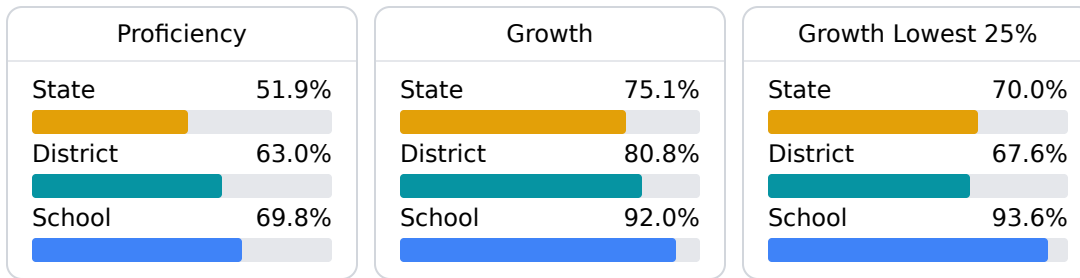 Proficiency
State 51.9%
District 63.0%
School 69.8%
Growth
State 75.1%
District 80.8%
School 92.0%
Growth Lowest 25%
State 70.0%
District 67.6%
School 93.6%